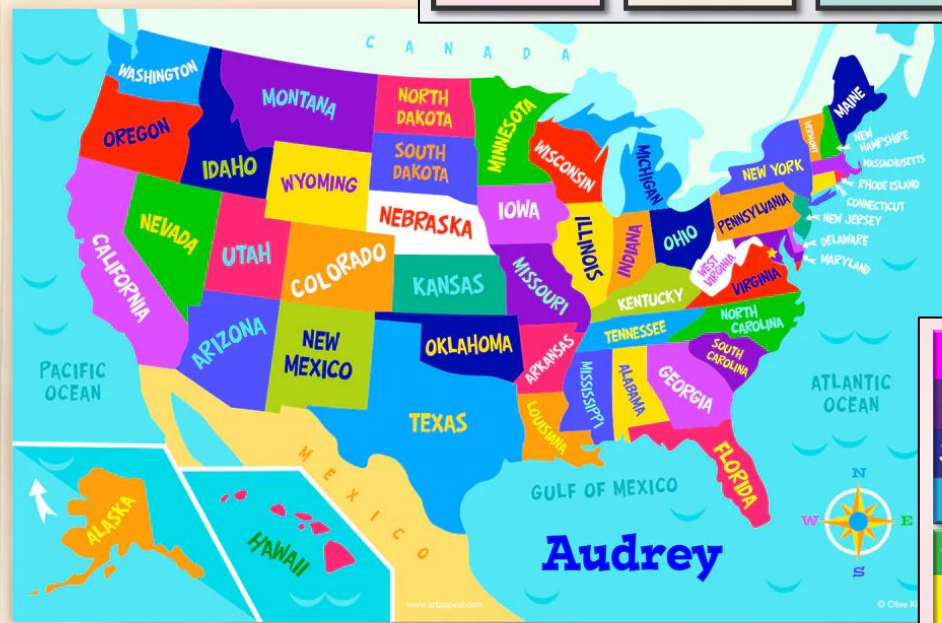 CANADA
WASHINGTON
MONTANA
NORTH
DAKOTA
MINNESOTA
MAINE
OREGON
IDAHO
SOUTH
DAKOTA
WISCONSIN
MICHIGAN
VERMONT
NEW
HAMPSHIRE
MASSACHUSETTS
NEW YORK
WYOMING
RHODE ISLAND
CONNECTICUT
NEBRASKA
IOWA
PENNSYLVANIA
NEW JERSEY
NEVADA
UTAH
COLORADO
ILLINOIS
INDIANA
OHIO
DELAWARE
MARYLAND
CALIFORNIA
KANSAS
MISSOURI
WEST
VIRGINIA
VIRGINIA
KENTUCKY
ARIZONA
NEW
MEXICO
OKLAHOMA
ARKANSAS
TENNESSEE
NORTH
CAROLINA
SOUTH
CAROLINA
PACIFIC
OCEAN
TEXAS
LOUISIANA
MISSISSIPPI
ALABAMA
GEORGIA
ATLANTIC
OCEAN
FLORIDA
MEXICO
GULF OF MEXICO
ALASKA
HAWAII
Audrey
N
W
E
S
www.artappeal.com
© Olive